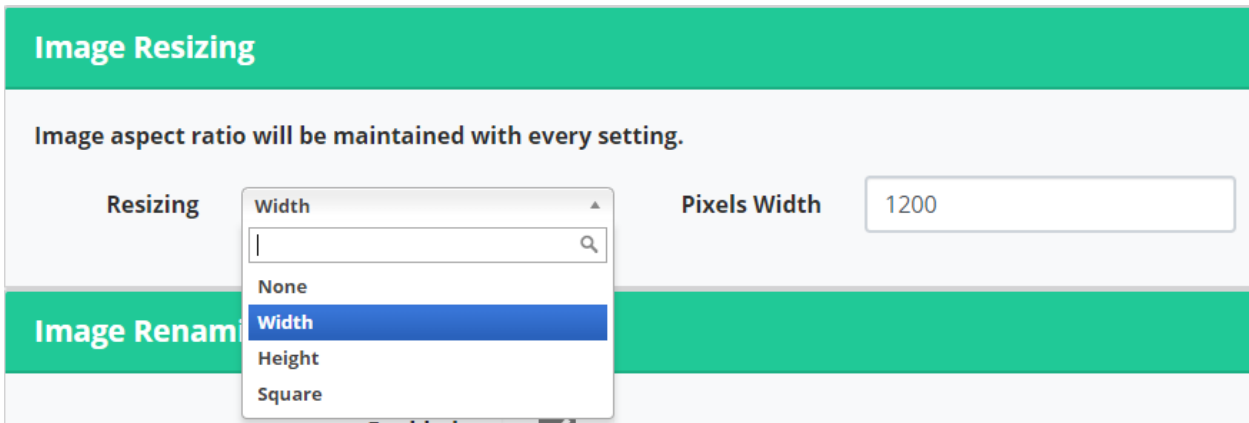 Image Resizing
Image aspect ratio will be maintained with every setting.
Resizing Width Pixels Width 1200
None
Width
Height
Square
Image Renami